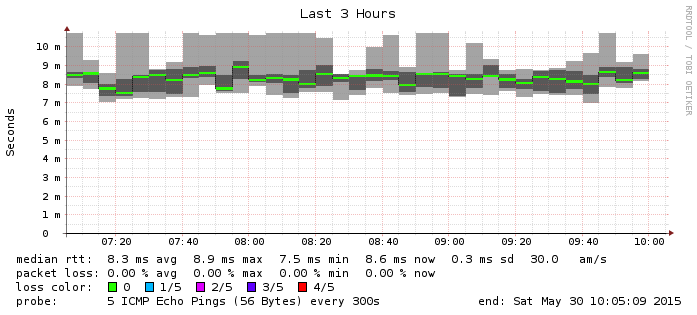 Last 3 Hours
RRDTOOL / TOBI OETIKER
Seconds
10 m
9 m
8 m
7 m
6 m
5 m
4 m
3 m
2 m
1 m
0
07:20 07:40 08:00 08:20 08:40 09:00 09:20 09:40 10:00
median rtt: 8.3 ms avg 8.9 ms max 7.5 ms min 8.6 ms now 0.3 ms sd 30.0 am/s
packet loss: 0.00 % avg 0.00 % max 0.00 % min 0.00 % now
loss color: 0 1/5 2/5 3/5 4/5
probe: 5 ICMP Echo Pings (56 Bytes) every 300s end: Sat May 30 10:05:09 2015